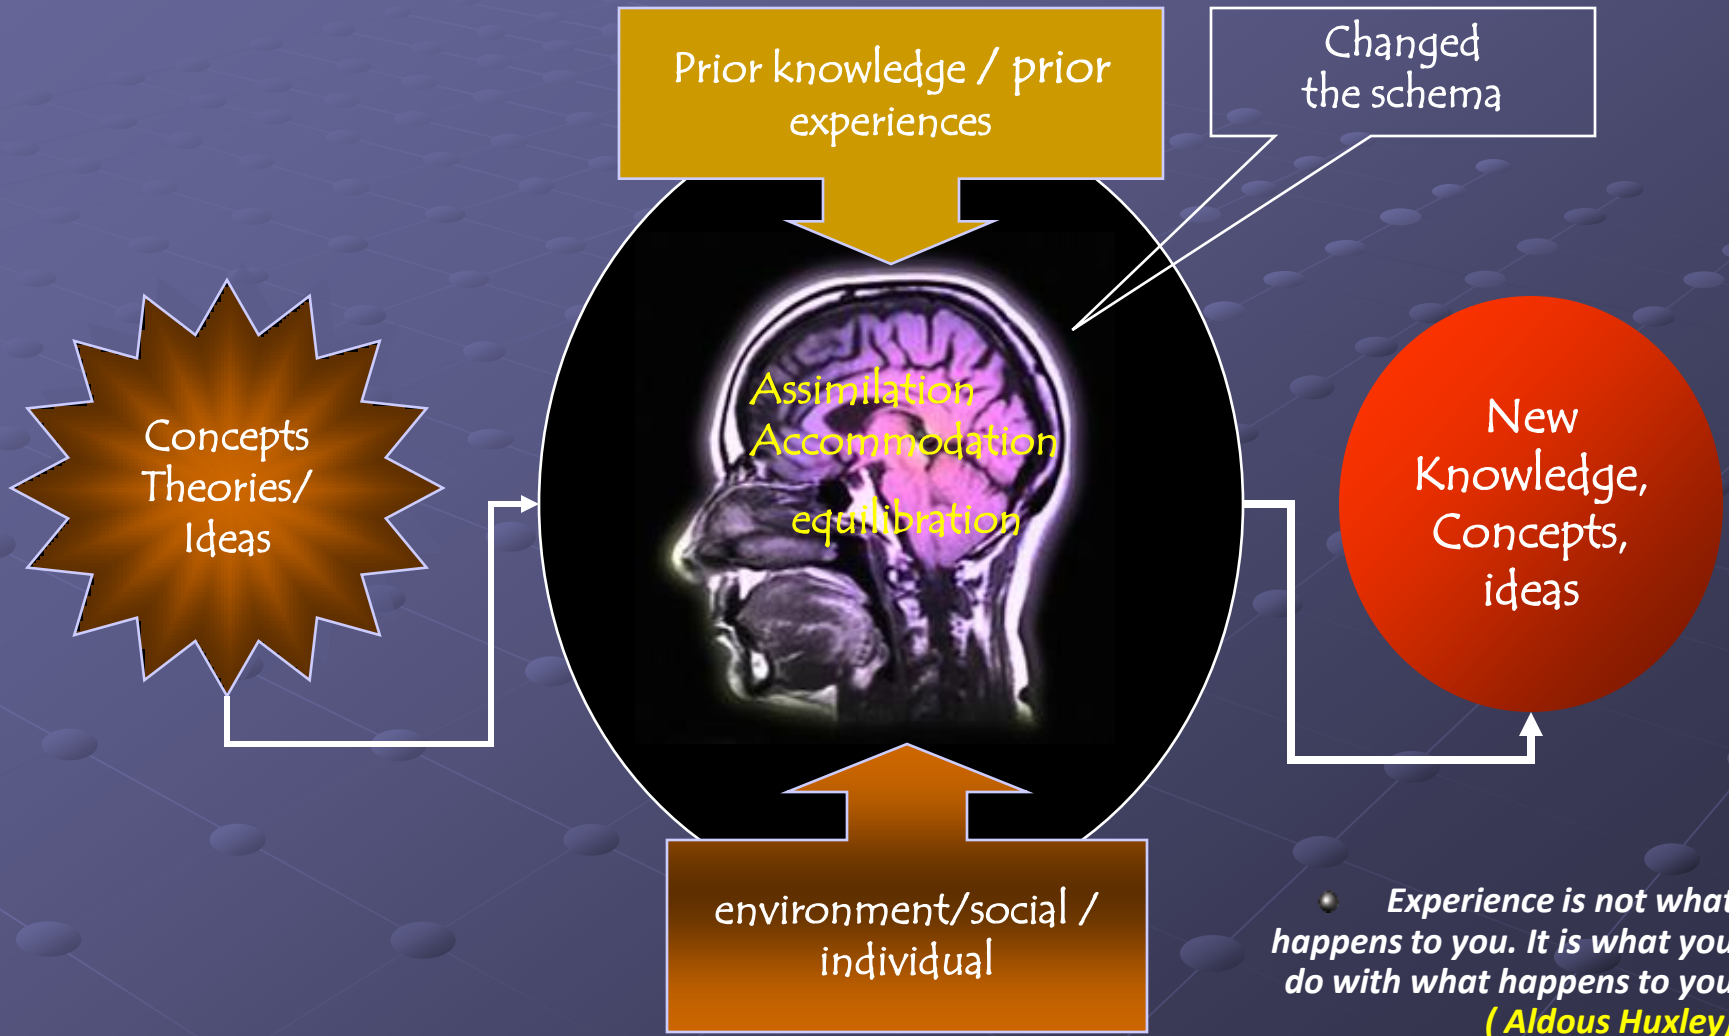 Prior knowledge / prior
experiences
Changed
the schema
Concepts
Theories/
Ideas
Assimilation
Accommodation
equilibration
New
Knowledge,
Concepts,
ideas
environment/social /
individual
Experience is not what
happens to you. It is what you
do with what happens to you
( Aldous Huxley